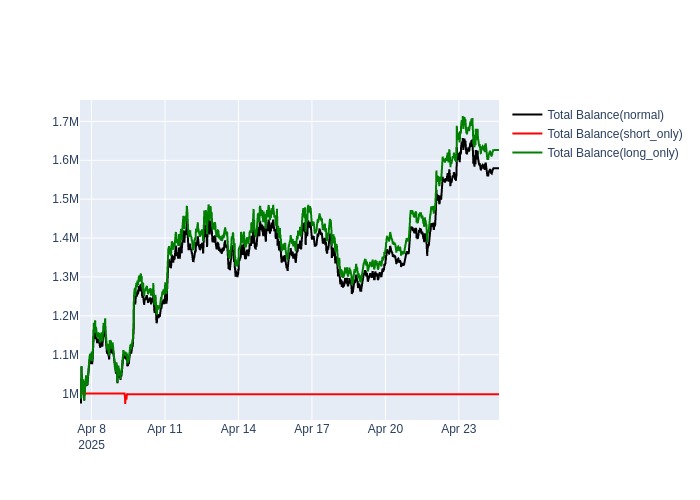 1.7M
1.6M
1.5M
1.4M
1.3M
1.2M
1.1M
1M
Apr 8
2025
Apr 11
Apr 14
Apr 17
Apr 20
Apr 23
Total Balance(normal)
Total Balance(short_only)
Total Balance(long_only)